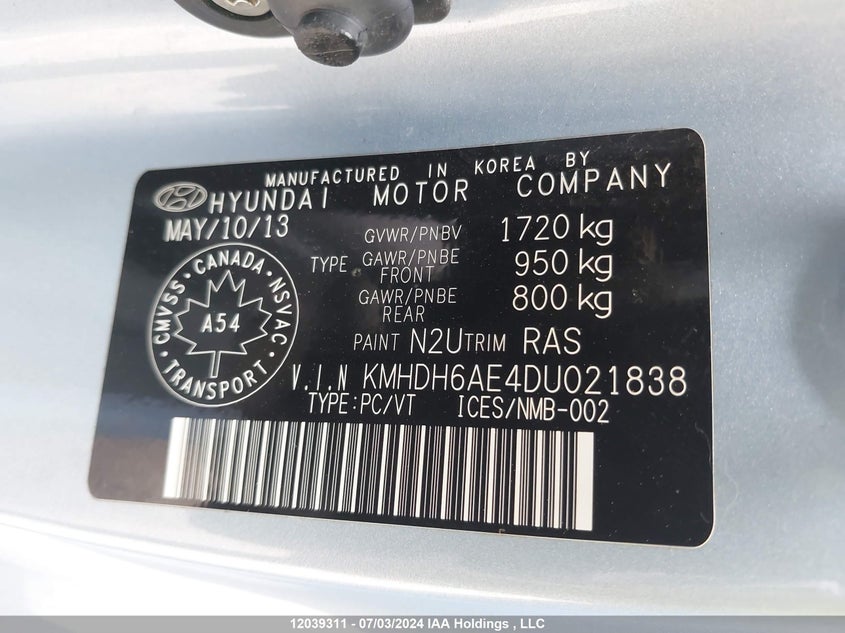 MANUFACTURED IN KOREA BY
HYUNDAI MOTOR COMPANY
MAY/10/13
GVWR/PNBV 1720 kg
TYPE GAWR/PNBE FRONT 950 kg
GAWR/PNBE REAR 800 kg
CMVSS · CANADA · NSVAC
A54
TRANSPORT
PAINT N2U TRIM RAS
V.I.N KMHDH6AE4DU021838
TYPE:PC/VT ICES/NMB-002
12039311 - 07/03/2024 IAA Holdings , LLC